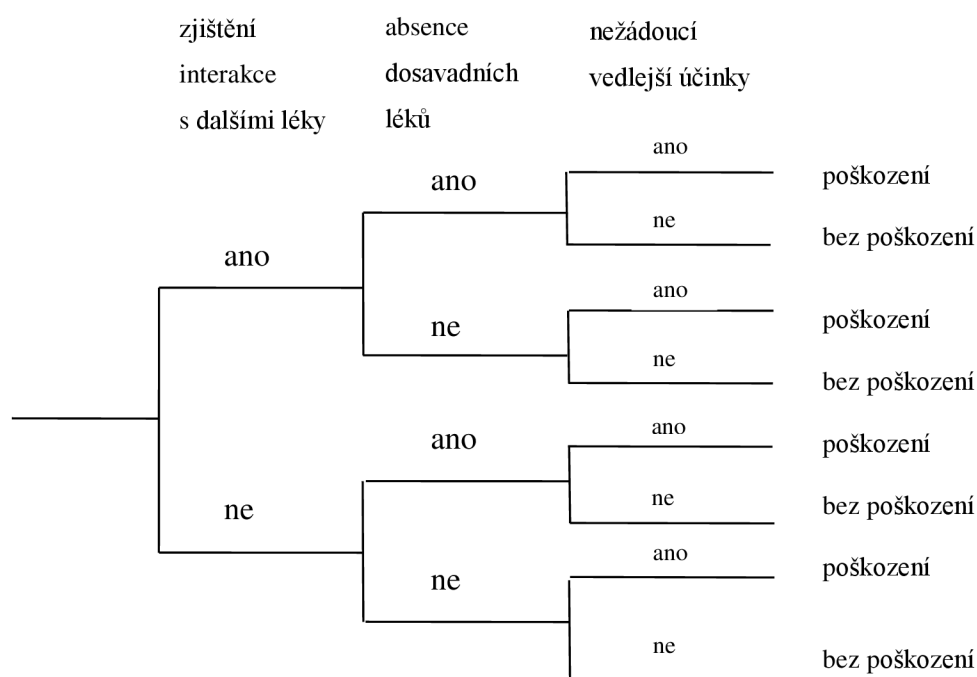 zjištění
interakce
s dalšími léky
absence
dosavadních
léků
nežádoucí
vedlejší účinky
ano
ano
ano
poškození
ne
bez poškození
ne
ano
poškození
ne
bez poškození
ne
ano
ano
poškození
ne
bez poškození
ne
ano
poškození
ne
bez poškození